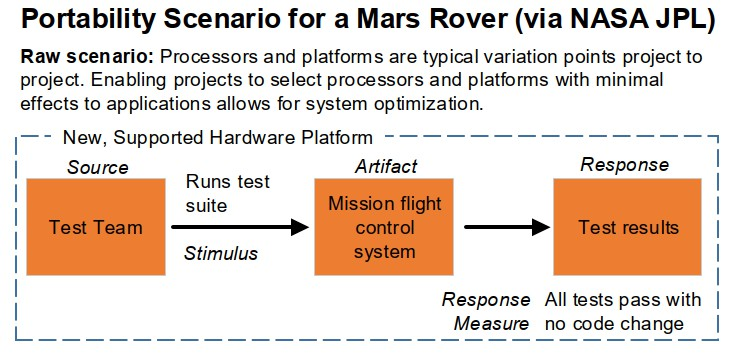 Portability Scenario for a Mars Rover (via NASA JPL)
Raw scenario: Processors and platforms are typical variation points project to
project. Enabling projects to select processors and platforms with minimal
effects to applications allows for system optimization.
New, Supported Hardware Platform
Source
Test Team
Runs test
suite
Stimulus
Artifact
Mission flight
control
system
Response
Test results
Response
Measure
All tests pass with
no code change